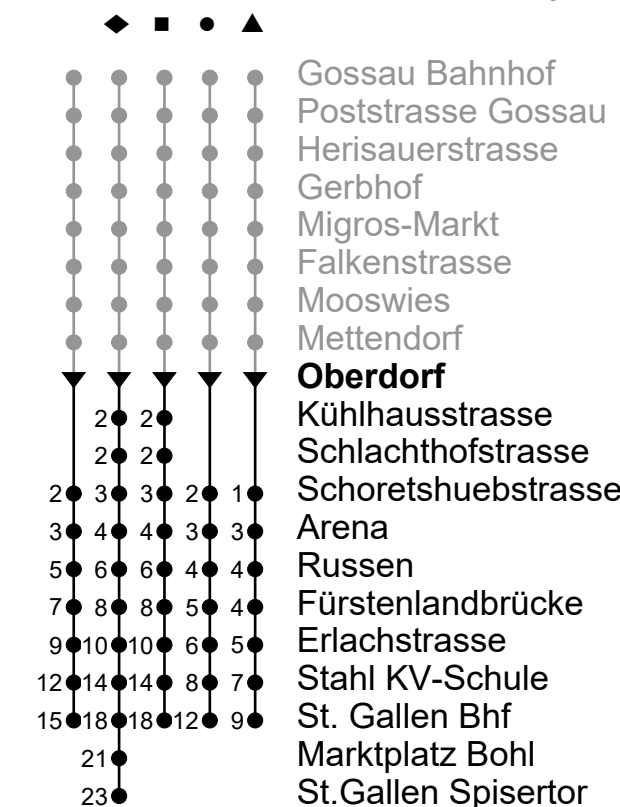 Gossau Bahnhof
Poststrasse Gossau
Herisauerstrasse
Gerbhof
Migros-Markt
Falkenstrasse
Mooswies
Mettendorf
Oberdorf
2 2 Kühlhausstrasse
2 2 Schlachthofstrasse
2 3 3 2 1 Schoretshuebstrasse
3 4 4 3 3 Arena
5 6 6 4 4 Russen
7 8 8 5 4 Fürstenlandbrücke
9 10 10 6 5 Erlachstrasse
12 14 14 8 7 Stahl KV-Schule
15 18 18 12 9 St. Gallen Bhf
21 Marktplatz Bohl
23 St.Gallen Spisertor